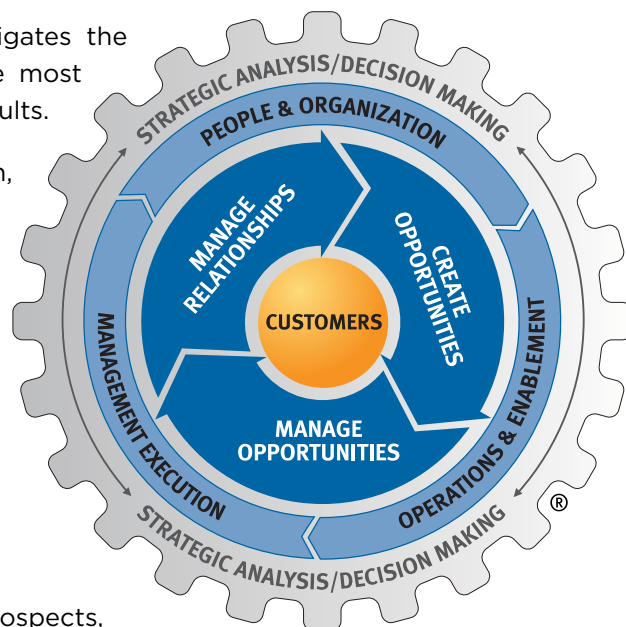 igates the
most
ults.
STRATEGIC ANALYSIS/DECISION MAKING
PEOPLE & ORGANIZATION
MANAGE
RELATIONSHIPS
CREATE
OPPORTUNITIES
CUSTOMERS
MANAGE
OPPORTUNITIES
MANAGEMENT EXECUTION
OPERATIONS & ENABLEMENT
®
STRATEGIC ANALYSIS/DECISION MAKING
ospects,